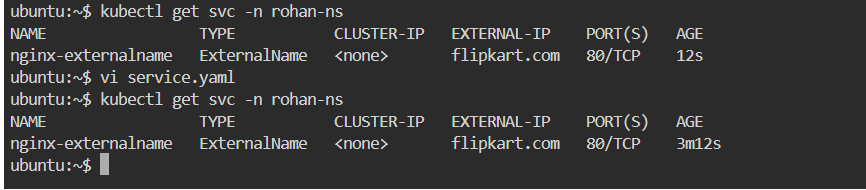 ubuntu:~$ kubectl get svc -n rohan-ns
NAME                 TYPE           CLUSTER-IP   EXTERNAL-IP    PORT(S)   AGE
nginx-externalname   ExternalName   <none>       flipkart.com   80/TCP    12s
ubuntu:~$ vi service.yaml
ubuntu:~$ kubectl get svc -n rohan-ns
NAME                 TYPE           CLUSTER-IP   EXTERNAL-IP    PORT(S)   AGE
nginx-externalname   ExternalName   <none>       flipkart.com   80/TCP    3m12s
ubuntu:~$